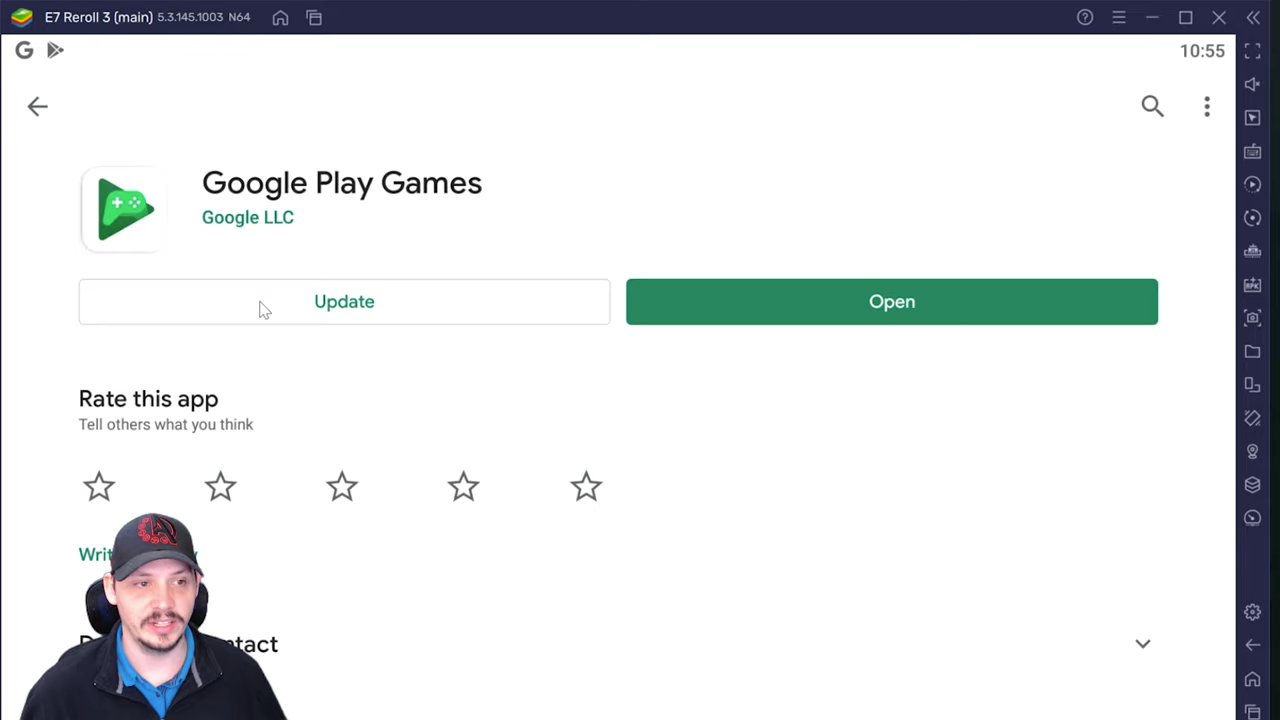 E7 Reroll 3 (main) 5.3.145.1003 N64
G
10:55
Google Play Games
Google LLC
Update
Open
Rate this app
Tell others what you think